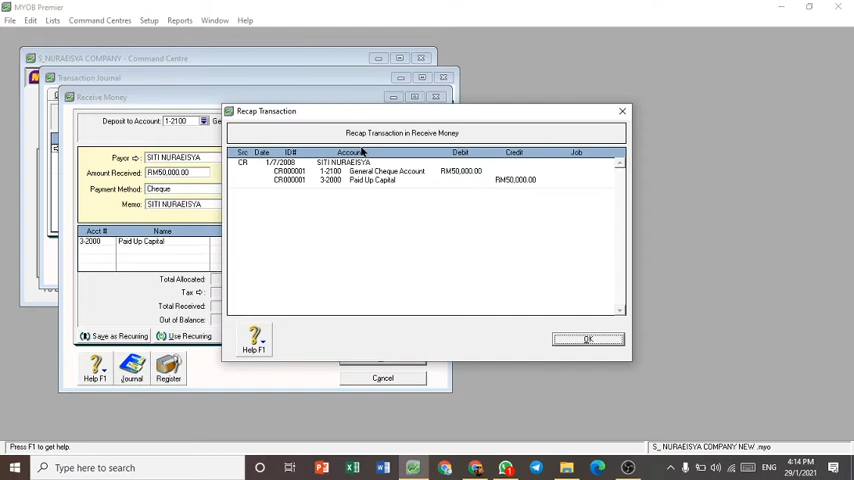 MYOB Premier
File Edit Lists Command Centres Setup Reports Window Help
S_NURAEISYA COMPANY - Command Centre
Transaction Journal
Receive Money
Deposit to Account: 1-2100
Payor SITI NURAEISYA
Amount Received: RM50,000.00
Payment Method: Cheque
Memo: SITI NURAEISYA
Acct # Name
3-2000 Paid Up Capital
Total Allocated:
Tax
Total Received:
Out of Balance:
Save as Recurring Use Recurring
Help F1 Journal Register
Cancel
Recap Transaction
Recap Transaction in Receive Money
Src Date ID# Account Debit Credit Job
CR 1/7/2008 SITI NURAEISYA
CR000001 1-2100 General Cheque Account RM50,000.00
CR000001 3-2000 Paid Up Capital RM50,000.00
Help F1
OK
Press F1 to get help.
S_ NURAEISYA COMPANY NEW .myo
Type here to search
1
ENG
4:14 PM
29/1/2021